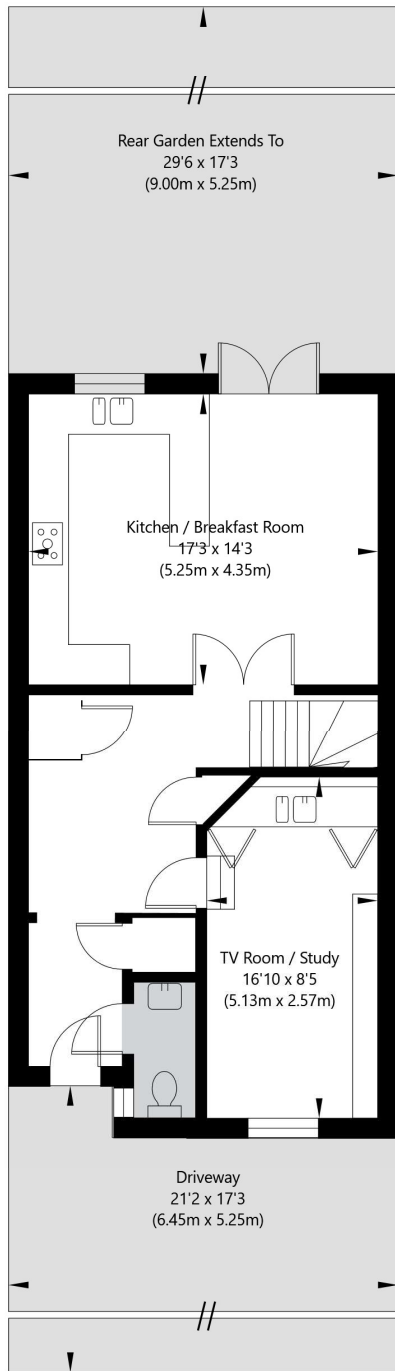 Rear Garden Extends To
29'6 x 17'3
(9.00m x 5.25m)
Kitchen / Breakfast Room
17'3 x 14'3
(5.25m x 4.35m)
TV Room / Study
16'10 x 8'5
(5.13m x 2.57m)
Driveway
21'2 x 17'3
(6.45m x 5.25m)